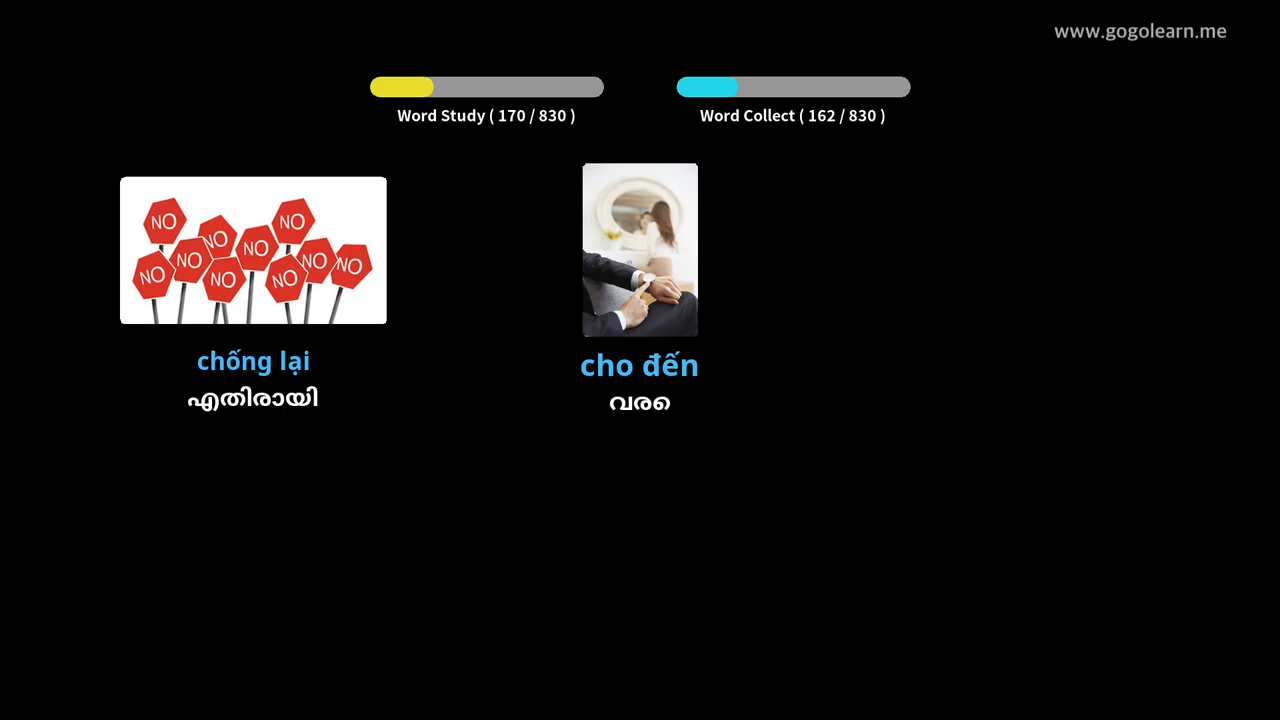 www.gogolearn.me
Word Study ( 170 / 830 )
Word Collect ( 162 / 830 )
NO
NO
NO
NO
NO
NO
NO
NO
NO
NO
chống lại
എതിരായി
cho đến
വരെ